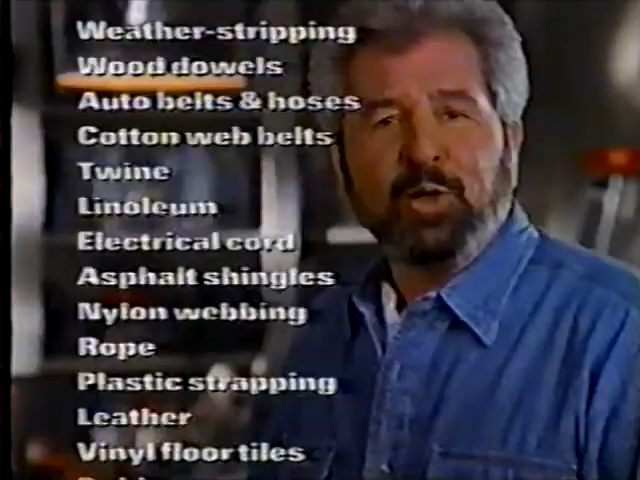 Weather-stripping
Wood dowels
Auto belts & hoses
Cotton web belts
Twine
Linoleum
Electrical cord
Asphalt shingles
Nylon webbing
Rope
Plastic strapping
Leather
Vinyl floor tiles